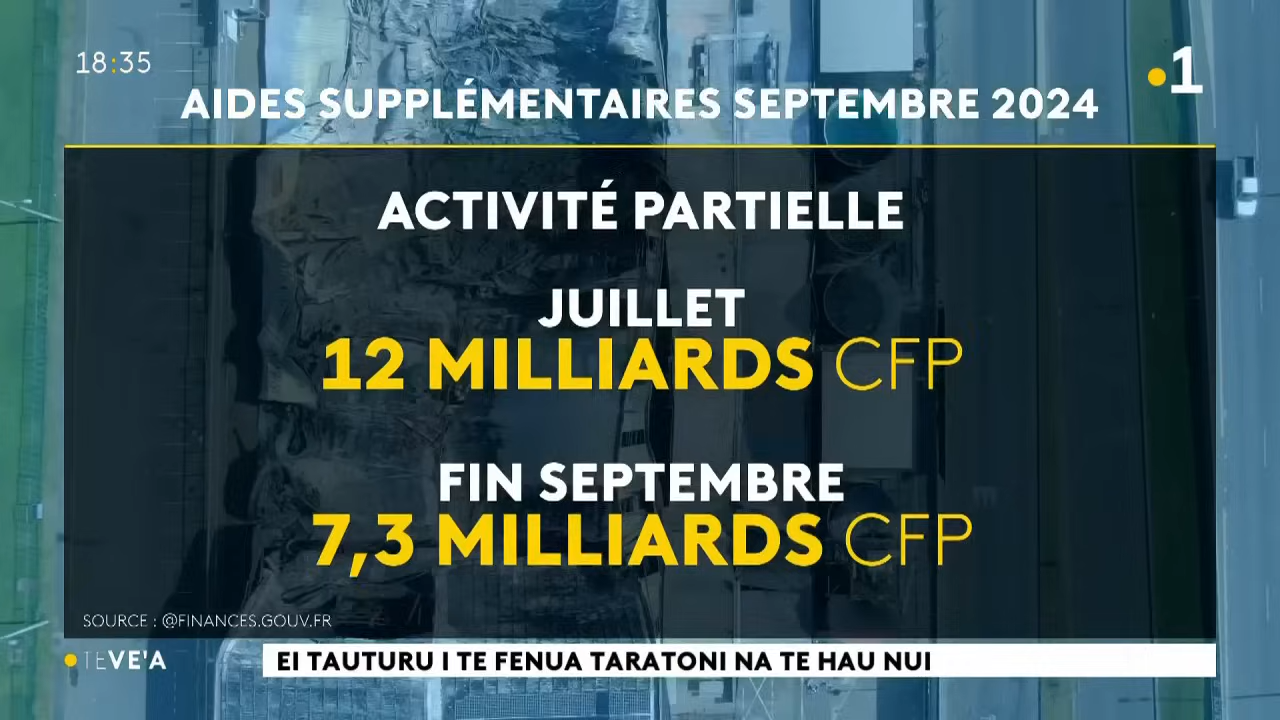 18:35
1
AIDES SUPPLÉMENTAIRES SEPTEMBRE 2024
ACTIVITÉ PARTIELLE
JUILLET
12 MILLIARDS CFP
FIN SEPTEMBRE
7,3 MILLIARDS CFP
SOURCE : @FINANCES.GOUV.FR
TEVE'A
EI TAUTURU I TE FENUA TARATONI NA TE HAU NUI